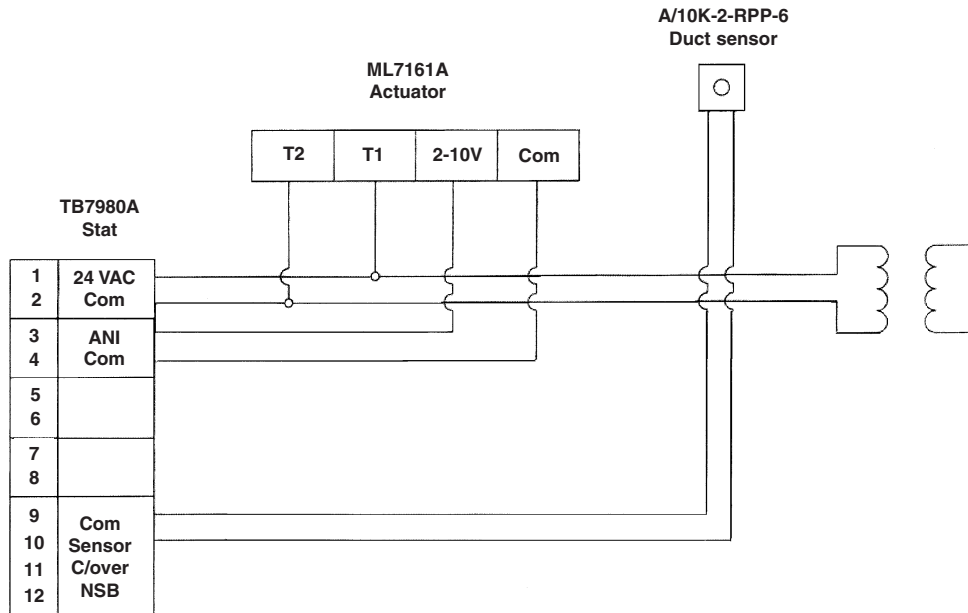 A/10K-2-RPP-6
Duct sensor
ML7161A
Actuator
T2 T1 2-10V Com
TB7980A
Stat
1 24 VAC
2 Com
3 ANI
4 Com
5
6
7
8
9 Com
10 Sensor
11 C/over
12 NSB